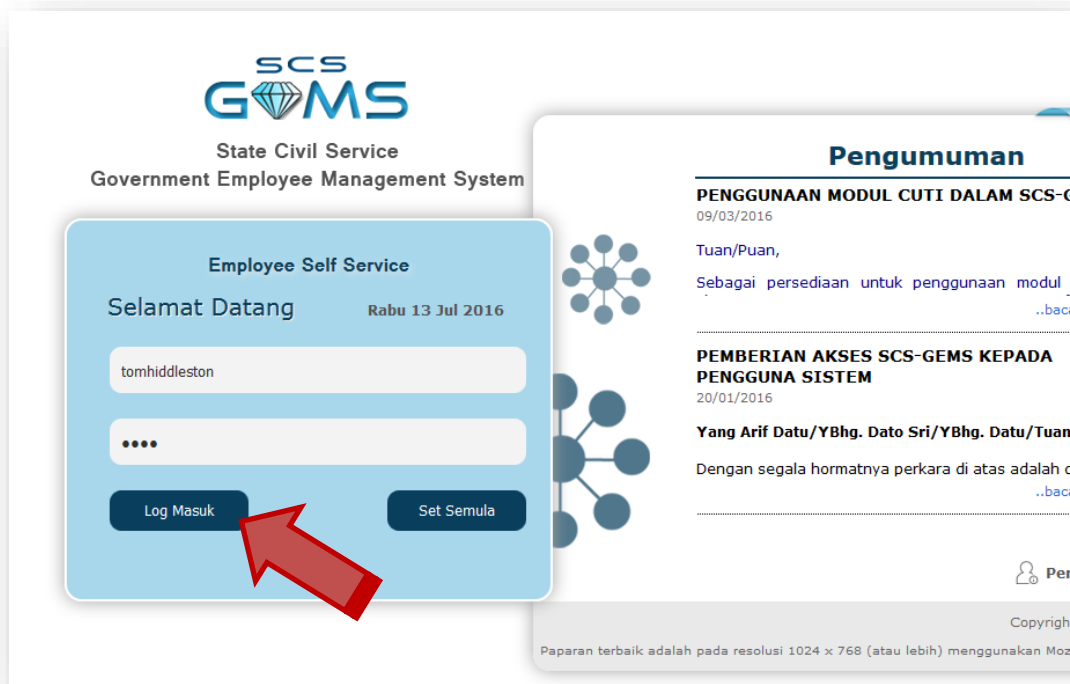 SCS
GEMS
State Civil Service
Government Employee Management System
Employee Self Service
Selamat Datang
Rabu 13 Jul 2016
tomhiddleston
••••
Log Masuk
Set Semula
Pengumuman
PENGGUNAAN MODUL CUTI DALAM SCS-G
09/03/2016
Tuan/Puan,
Sebagai persediaan untuk penggunaan modul
..baca
PEMBERIAN AKSES SCS-GEMS KEPADA
PENGGUNA SISTEM
20/01/2016
Yang Arif Datu/YBhg. Dato Sri/YBhg. Datu/Tuan
Dengan segala hormatnya perkara di atas adalah d
..baca
Per
Copyrigh
Paparan terbaik adalah pada resolusi 1024 x 768 (atau lebih) menggunakan Moz